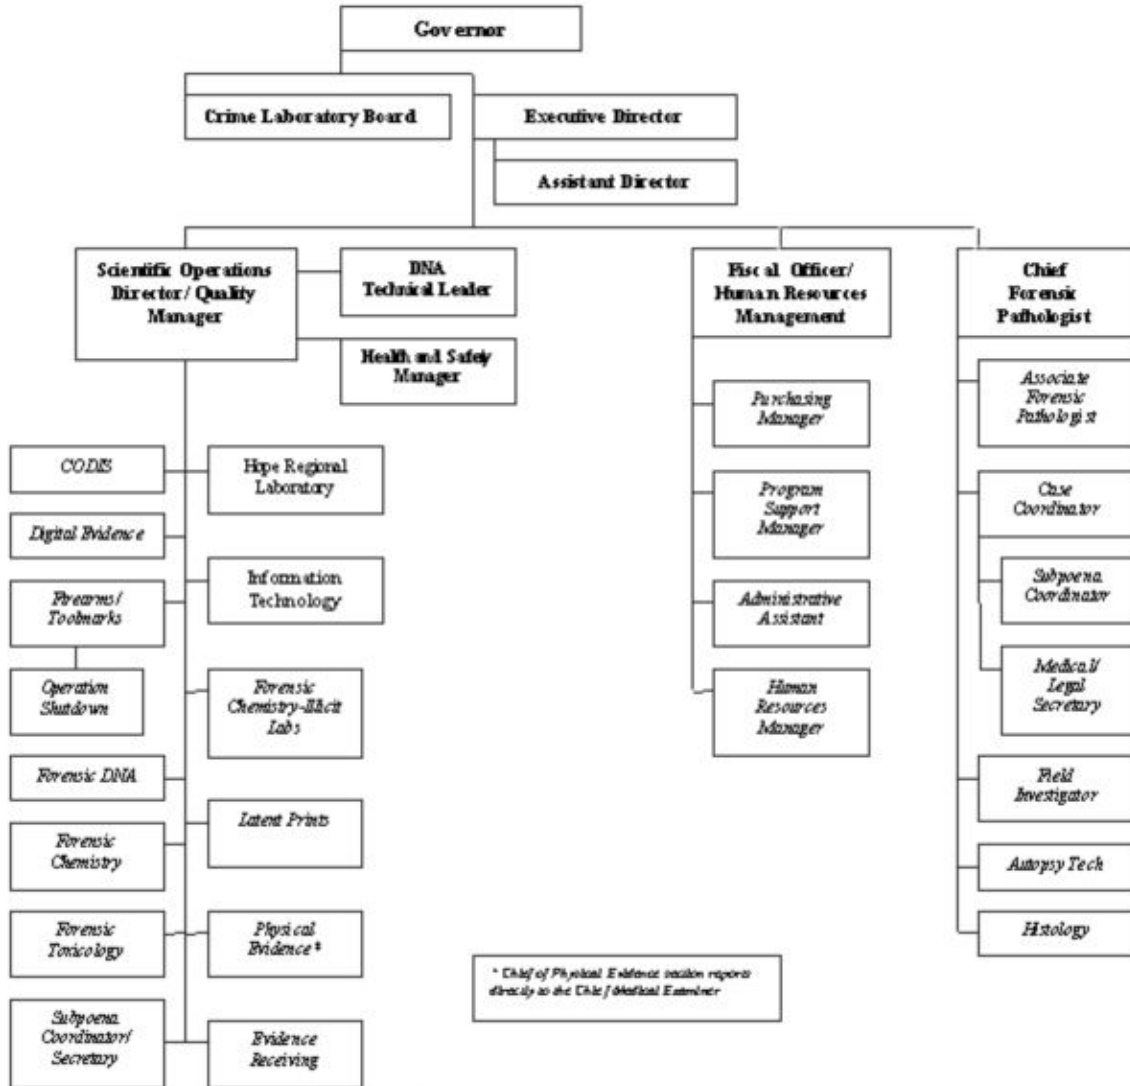 Governor
Crime Laboratory Board
Executive Director
Assistant Director
Scientific Operations
Director/ Quality
Manager
DNA
Technical Leader
Health and Safety
Manager
Fiscal Officer/
Human Resources
Management
Chief
Forensic
Pathologist
CODIS
Hope Regional
Laboratory
Digital Evidence
Information
Technology
Firearms/
Toolmarks
Operation
Shutdown
Forensic
Chemistry-Illicit
Labs
Forensic DNA
Latent Prints
Forensic
Chemistry
Forensic
Toxicology
Physical
Evidence *
Subpoena
Coordinator/
Secretary
Evidence
Receiving
Purchasing
Manager
Program
Support
Manager
Administrative
Assistant
Human
Resources
Manager
Associate
Forensic
Pathologist
Case
Coordinator
Subpoena
Coordinator
Medical/
Legal
Secretary
Field
Investigator
Autopsy Tech
Histology
* Chief of Physical Evidence section reports
directly to the Chief Medical Examiner